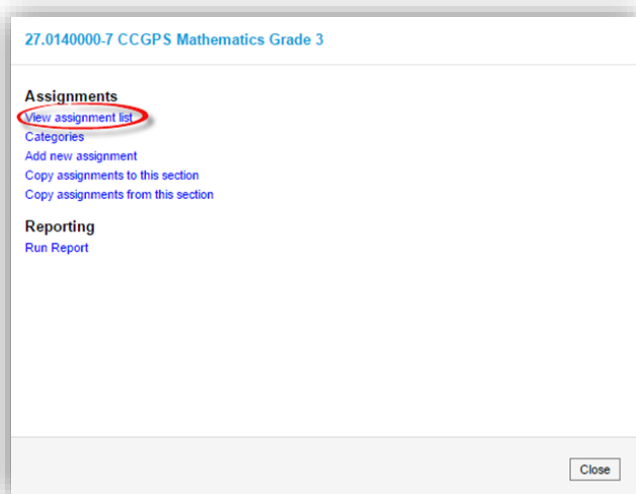 27.0140000-7 CCGPS Mathematics Grade 3
Assignments
View assignment list
Categories
Add new assignment
Copy assignments to this section
Copy assignments from this section
Reporting
Run Report
Close